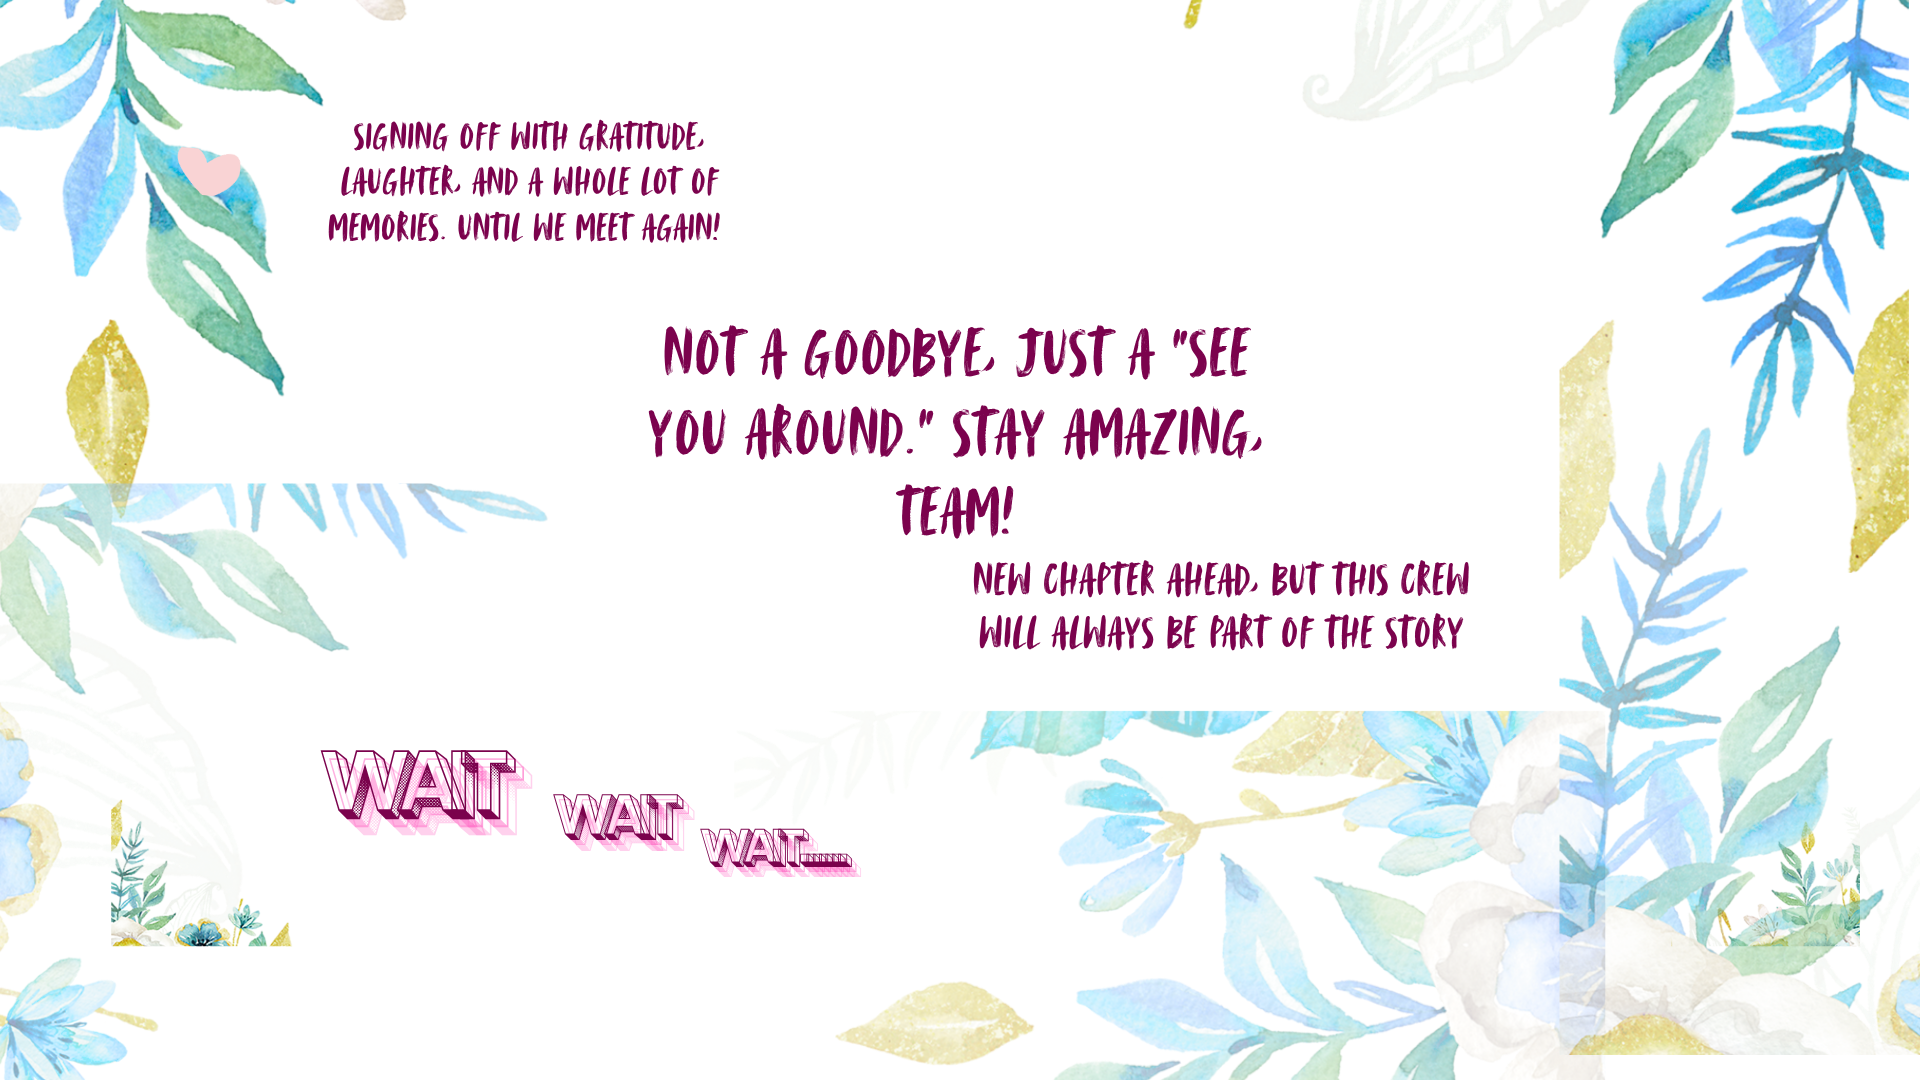 SIGNING OFF WITH GRATITUDE,
LAUGHTER, AND A WHOLE LOT OF
MEMORIES. UNTIL WE MEET AGAIN!
NOT A GOODBYE, JUST A "SEE
YOU AROUND." STAY AMAZING,
TEAM!
NEW CHAPTER AHEAD, BUT THIS CREW
WILL ALWAYS BE PART OF THE STORY
WAIT
WAIT
WAIT......